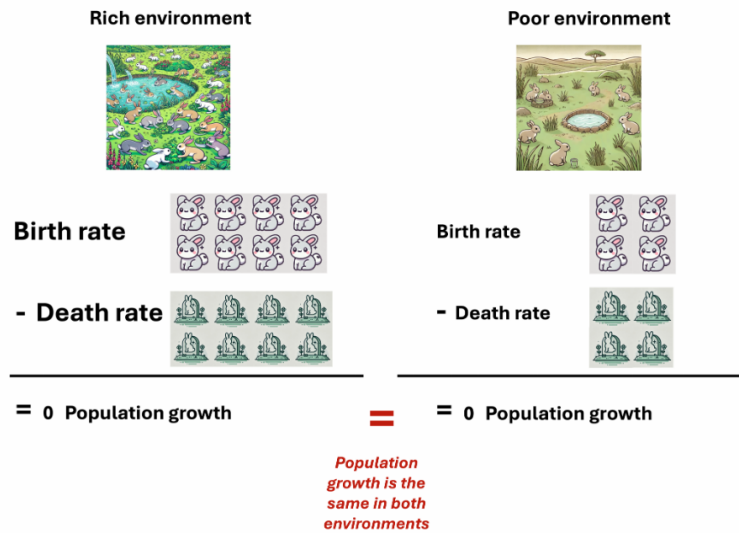 Rich environment
Poor environment
Birth rate
Birth rate
- Death rate
- Death rate
= 0 Population growth
=
= 0 Population growth
Population
growth is the
same in both
environments